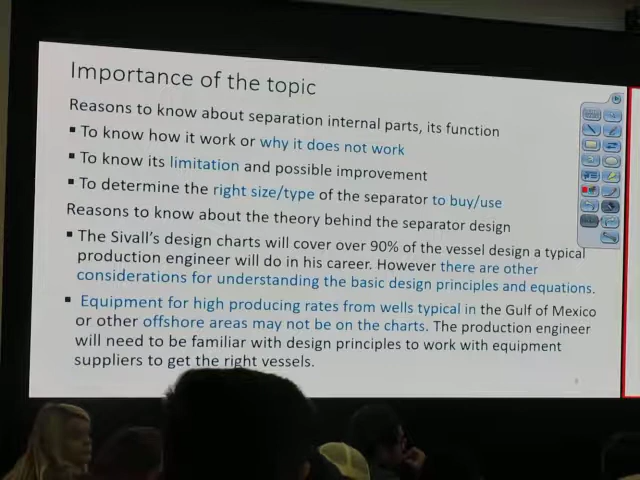 Importance of the topic
Reasons to know about separation internal parts, its function
▪ To know how it work or why it does not work
▪ To know its limitation and possible improvement
▪ To determine the right size/type of the separator to buy/use
Reasons to know about the theory behind the separator design
▪ The Sivall's design charts will cover over 90% of the vessel design a typical
production engineer will do in his career. However there are other
considerations for understanding the basic design principles and equations.
▪ Equipment for high producing rates from wells typical in the Gulf of Mexico
or other offshore areas may not be on the charts. The production engineer
will need to be familiar with design principles to work with equipment
suppliers to get the right vessels.